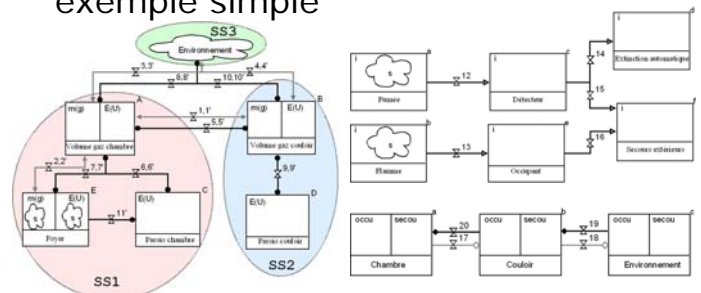 exemple simple
SS3
Environnement
3,3'
4,4'
8,8'
10,10'
A
m(g)
E(U)
Volume gaz chambre
1,1'
5,5'
B
m(g)
E(U)
Volume gaz couloir
2,2'
7,7'
6,6'
9,9'
E
m(g)
E(U)
s
s
Foyer
11'
C
E(U)
Parois chambre
D
E(U)
Parois couloir
SS1
SS2
a
i
s
Fumée
12
c
i
Détecteur
14
d
i
Extinction automatique
15
b
i
s
Flamme
13
e
i
Occupant
16
f
i
Secours extérieurs
a
occu
secou
Chambre
20
17
b
occu
secou
Couloir
19
18
c
occu
secou
Environnement